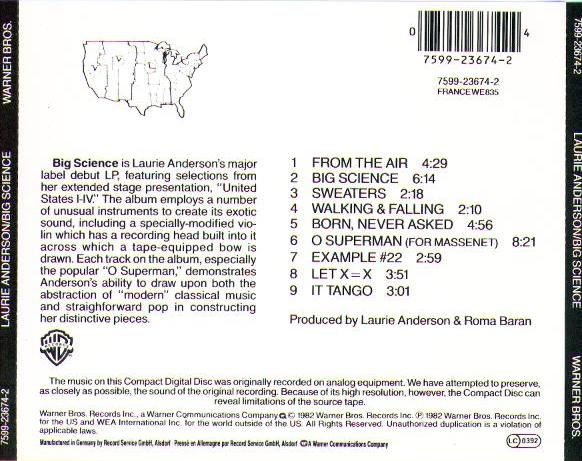 WARNER BROS.
LAURIE ANDERSON/BIG SCIENCE
7599-23674-2
0 4
7599-23674-2
7599-23674-2
FRANCE WE 835
Big Science is Laurie Anderson's major
label debut LP, featuring selections from
her extended stage presentation, "United
States I-IV." The album employs a number
of unusual instruments to create its exotic
sound, including a specially-modified vio-
lin which has a recording head built into it
across which a tape-equipped bow is
drawn. Each track on the album, especially
the popular "O Superman," demonstrates
Anderson's ability to draw upon both the
abstraction of "modern" classical music
and straightforward pop in constructing
her distinctive pieces.
WB
1 FROM THE AIR 4:29
2 BIG SCIENCE 6:14
3 SWEATERS 2:18
4 WALKING & FALLING 2:10
5 BORN, NEVER ASKED 4:56
6 O SUPERMAN (FOR MASSENET) 8:21
7 EXAMPLE #22 2:59
8 LET X=X 3:51
9 IT TANGO 3:01
Produced by Laurie Anderson & Roma Baran
The music on this Compact Digital Disc was originally recorded on analog equipment. We have attempted to preserve,
as closely as possible, the sound of the original recording. Because of its high resolution, however, the Compact Disc can
reveal limitations of the source tape.
Warner Bros. Records Inc., a Warner Communications Company © 1982 Warner Bros. Records Inc. ℗ 1982 Warner Bros. Records Inc.
for the US and WEA International Inc. for the world outside of the US. All Rights Reserved. Unauthorized duplication is a violation of
applicable laws.
Manufactured in Germany by Record Service GmbH, Alsdorf Pressé en Allemagne par Record Service GmbH, Alsdorf A Warner Communications Company
LC 0392
7599-23674-2
LAURIE ANDERSON/BIG SCIENCE
WARNER BROS.